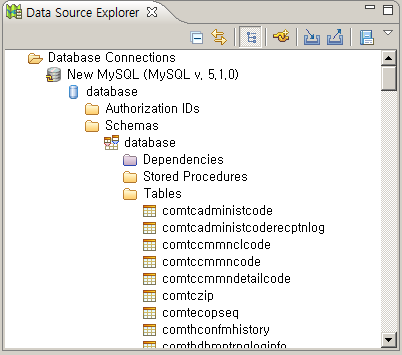 Data Source Explorer
Database Connections
New MySQL (MySQL v. 5.1.0)
database
Authorization IDs
Schemas
database
Dependencies
Stored Procedures
Tables
comtcadministcode
comtcadministcoderecptnlog
comtccmmnclcode
comtccmmncode
comtccmmndetailcode
comtczip
comtecopseq
comthconfmhistory